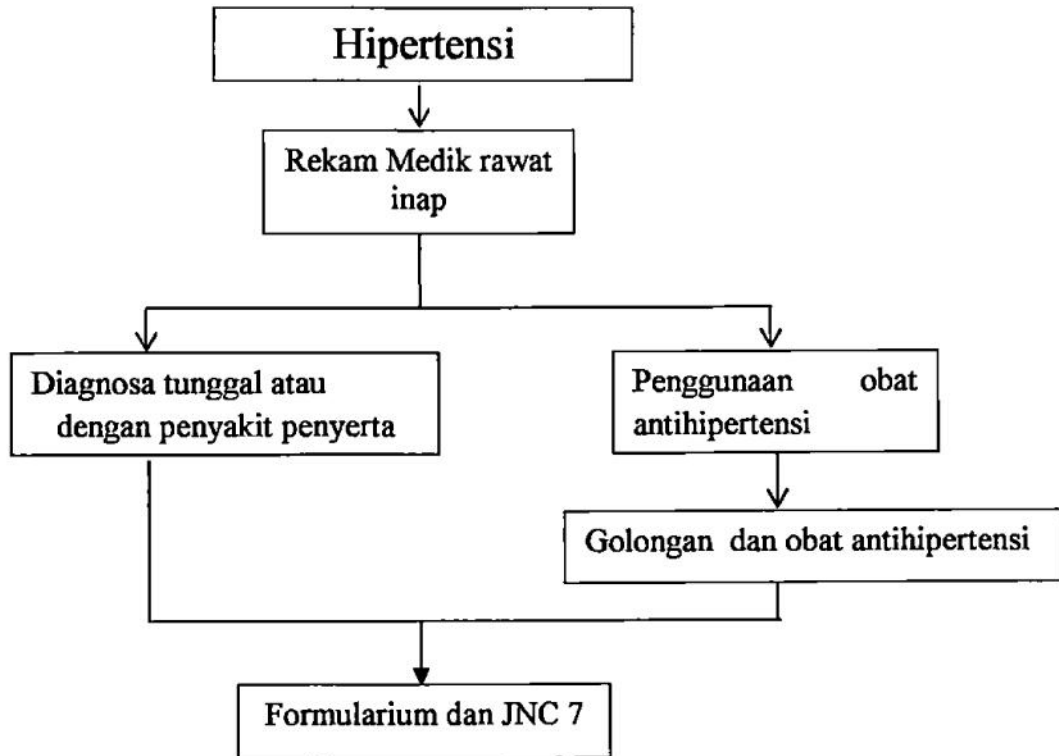 Hipertensi
Rekam Medik rawat
inap
Diagnosa tunggal atau
dengan penyakit penyerta
Penggunaan obat
antihipertensi
Golongan dan obat antihipertensi
Formularium dan JNC 7